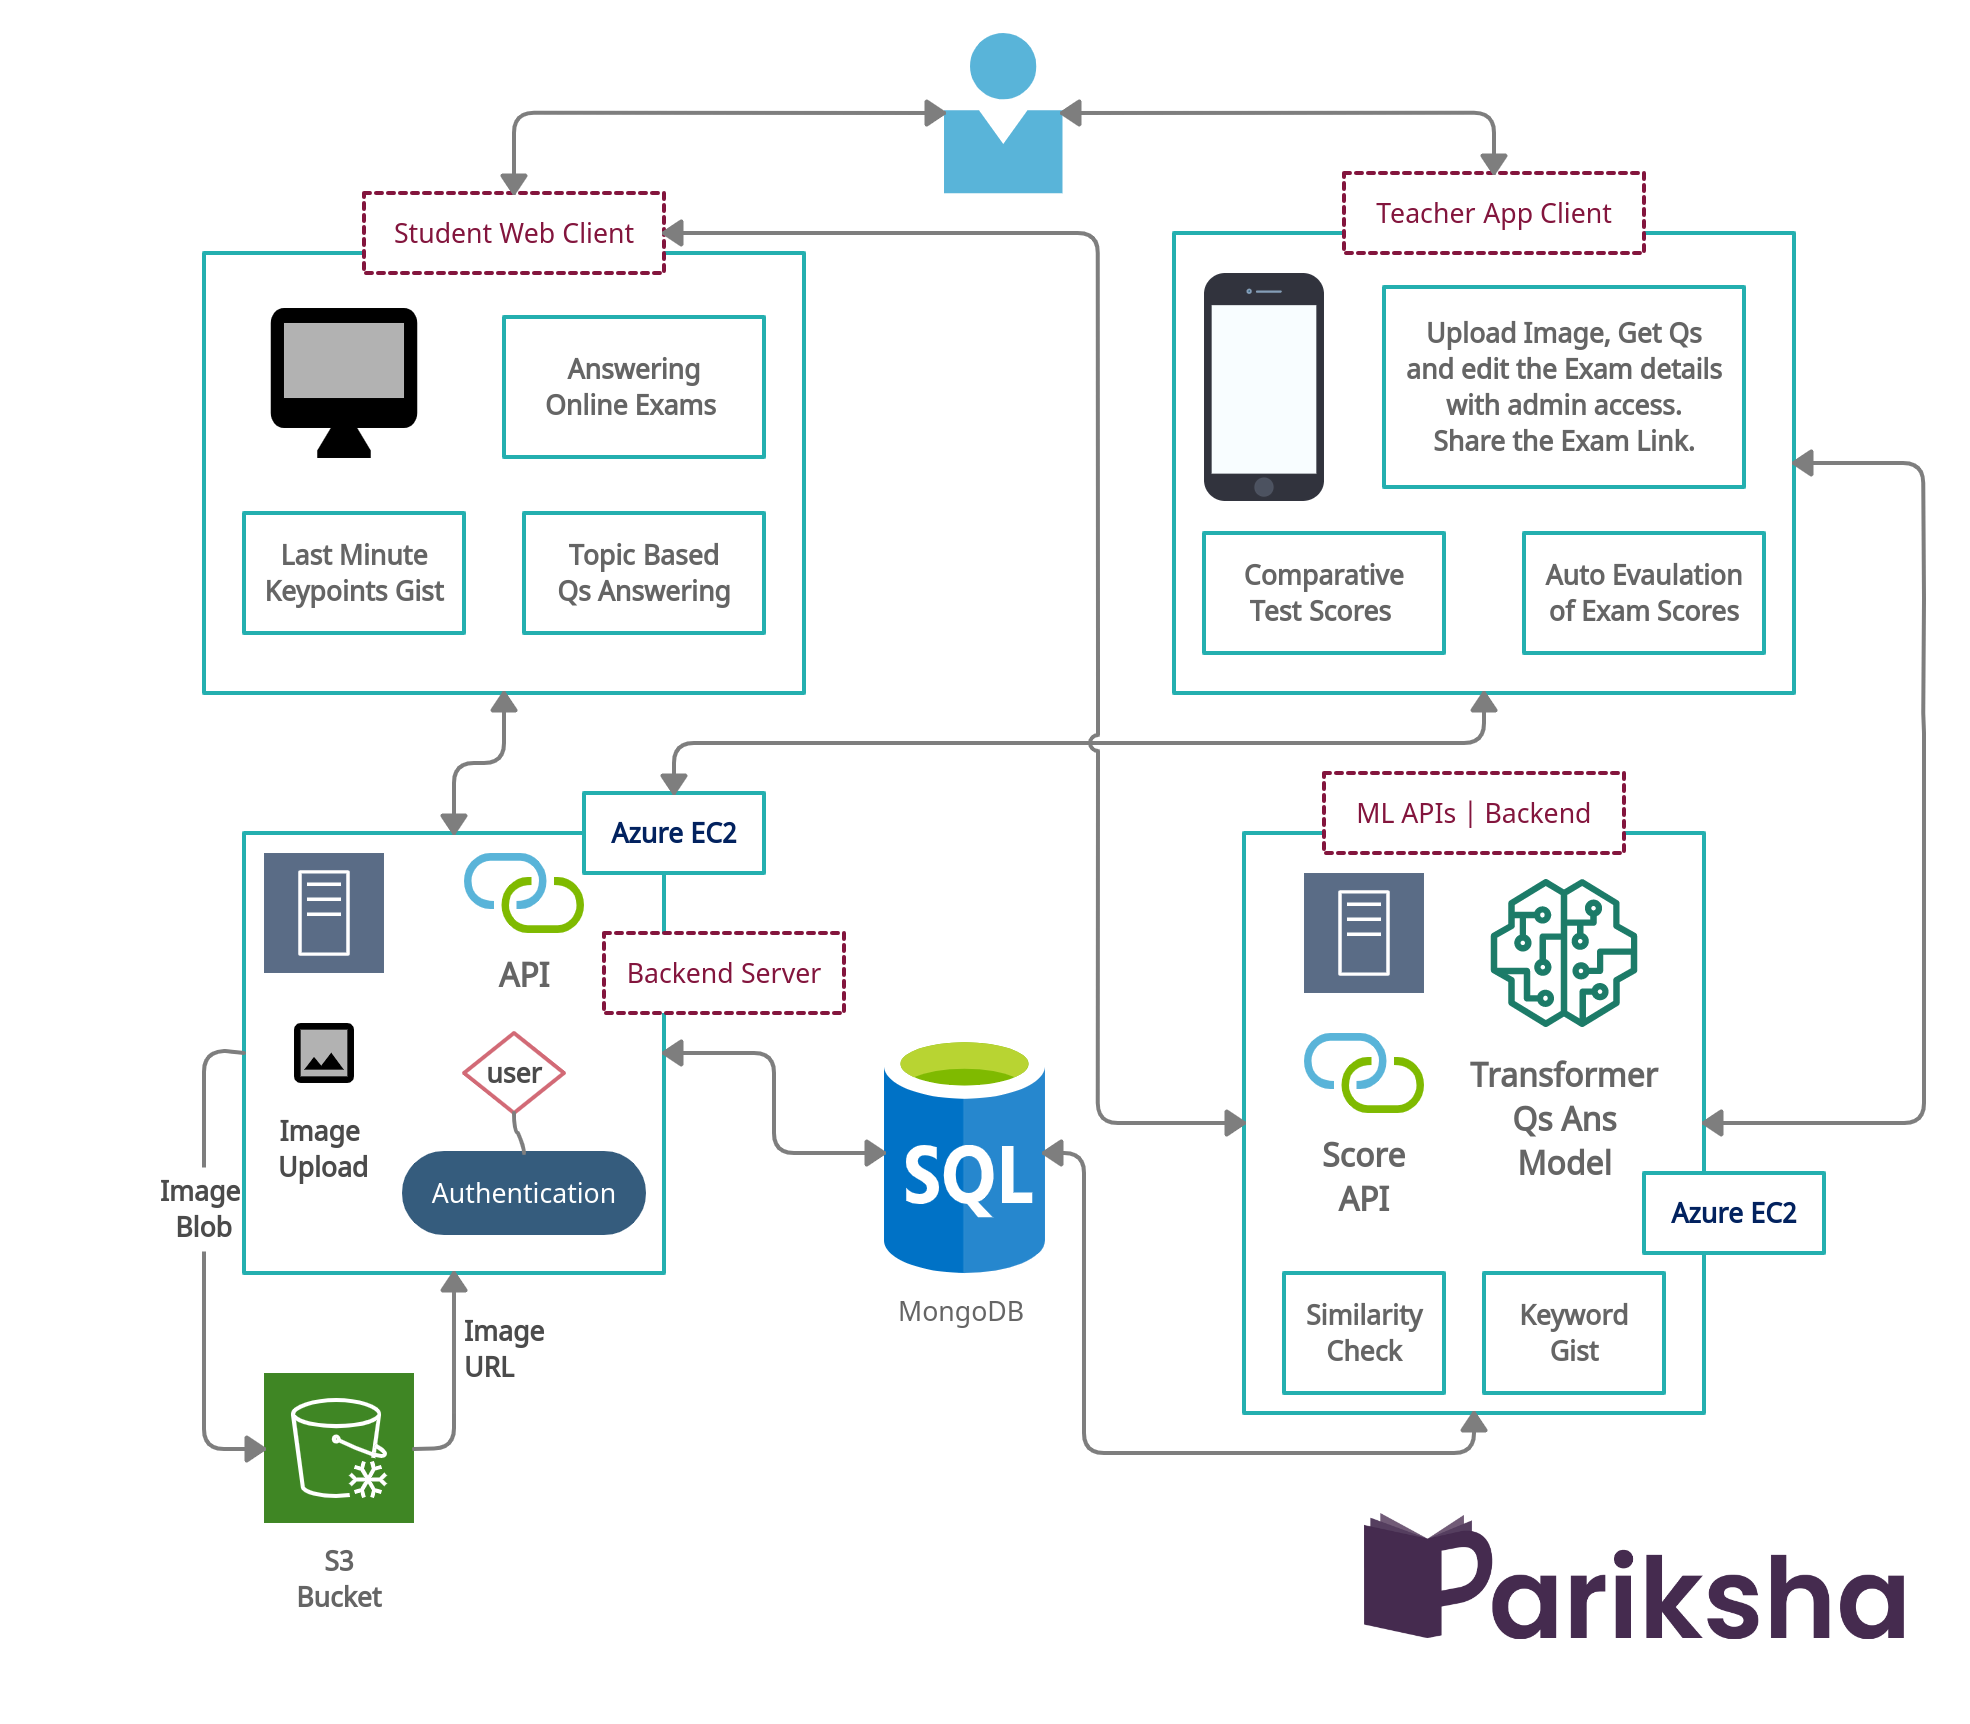 Student Web Client
Teacher App Client
Answering
Online Exams
Last Minute
Keypoints Gist
Topic Based
Qs Answering
Upload Image, Get Qs
and edit the Exam details
with admin access.
Share the Exam Link.
Comparative
Test Scores
Auto Evaulation
of Exam Scores
Azure EC2
API
Backend Server
user
Image
Upload
Authentication
Image
Blob
Image
URL
S3
Bucket
SQL
MongoDB
ML APIs | Backend
Transformer
Qs Ans
Model
Score
API
Azure EC2
Similarity
Check
Keyword
Gist
Pariksha